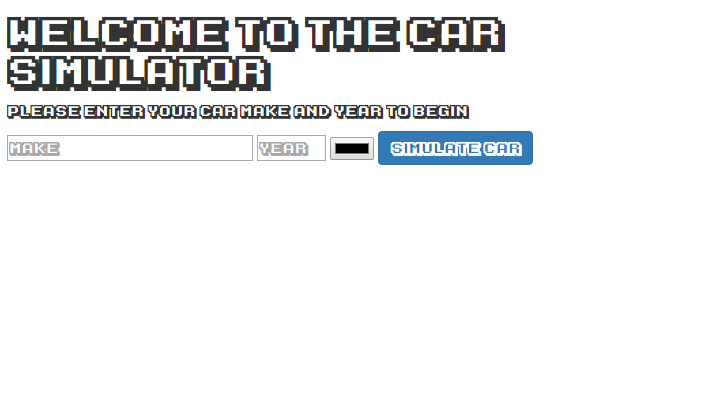 WELCOME TO THE CAR
SIMULATOR
PLEASE ENTER YOUR CAR MAKE AND YEAR TO BEGIN
MAKE YEAR SIMULATE CAR